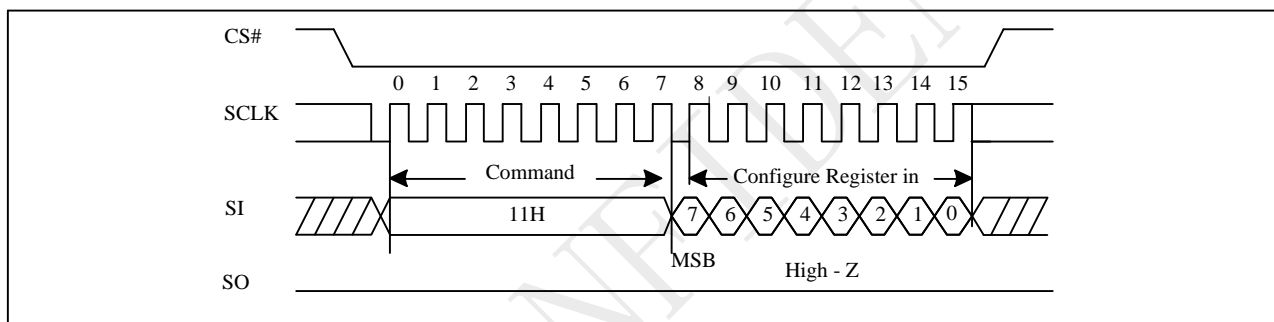 CS#
0 1 2 3 4 5 6 7 8 9 10 11 12 13 14 15
SCLK
Command
Configure Register in
SI
11H
7 6 5 4 3 2 1 0
MSB
High - Z
SO